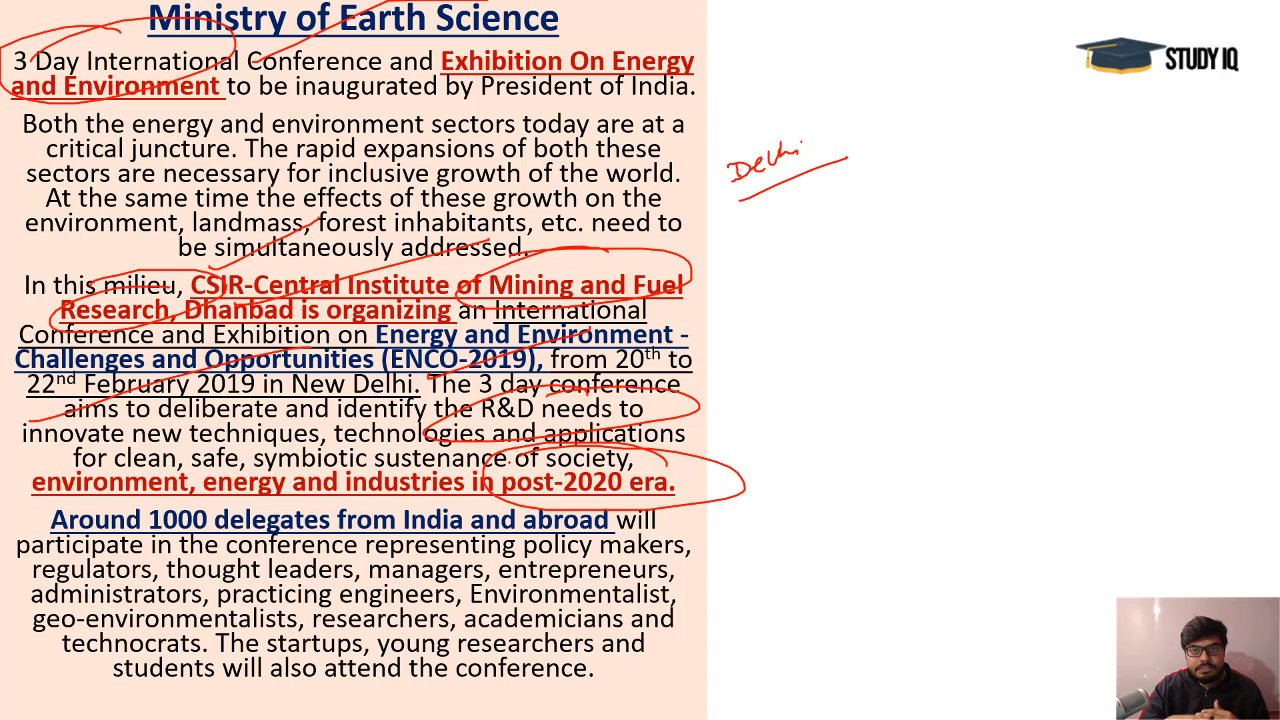 Ministry of Earth Science
3 Day International Conference and Exhibition On Energy
and Environment to be inaugurated by President of India.
Both the energy and environment sectors today are at a
critical juncture. The rapid expansions of both these
sectors are necessary for inclusive growth of the world.
At the same time the effects of these growth on the
environment, landmass, forest inhabitants, etc. need to
be simultaneously addressed.
In this milieu, CSIR-Central Institute of Mining and Fuel
Research, Dhanbad is organizing an International
Conference and Exhibition on Energy and Environment -
Challenges and Opportunities (ENCO-2019), from 20th to
22nd February 2019 in New Delhi. The 3 day conference
aims to deliberate and identify the R&D needs to
innovate new techniques, technologies and applications
for clean, safe, symbiotic sustenance of society,
environment, energy and industries in post-2020 era.
Around 1000 delegates from India and abroad will
participate in the conference representing policy makers,
regulators, thought leaders, managers, entrepreneurs,
administrators, practicing engineers, Environmentalist,
geo-environmentalists, researchers, academicians and
technocrats. The startups, young researchers and
students will also attend the conference.
STUDY IQ
Delhi